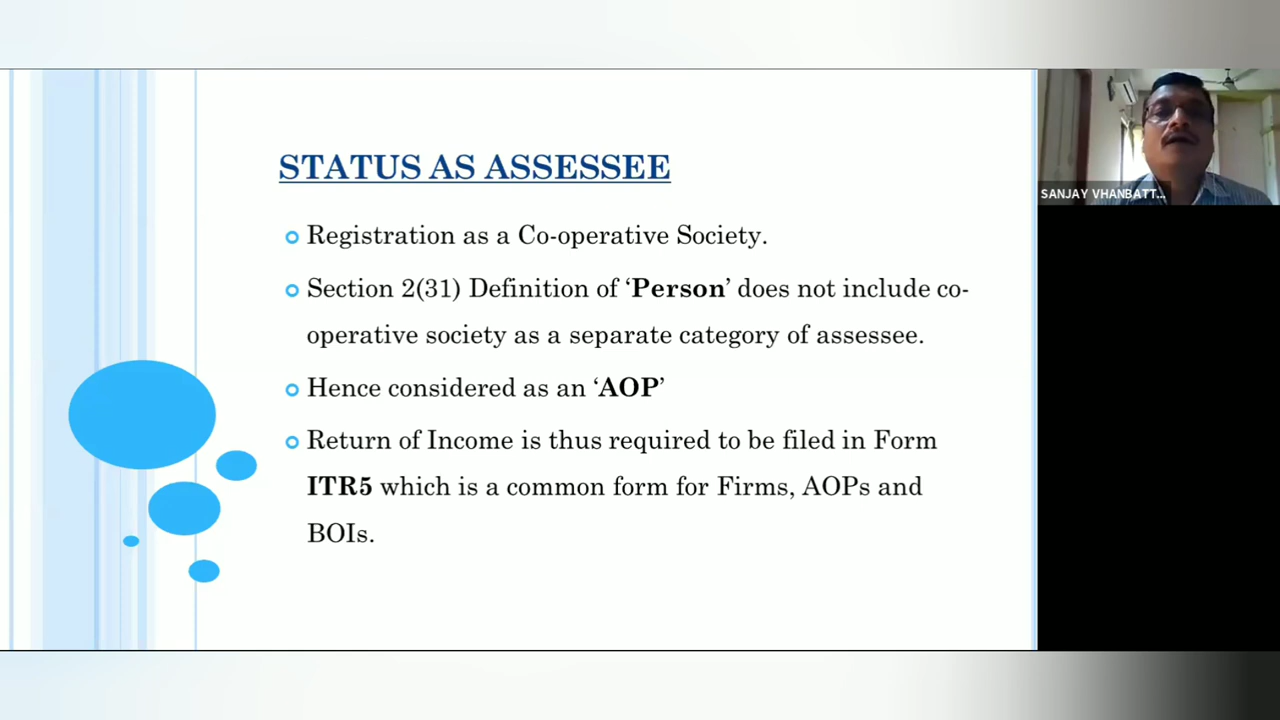 STATUS AS ASSESSEE
Registration as a Co-operative Society.
Section 2(31) Definition of ‘Person’ does not include co-
operative society as a separate category of assessee.
Hence considered as an ‘AOP’
Return of Income is thus required to be filed in Form
ITR5 which is a common form for Firms, AOPs and
BOIs.
SANJAY VHANBATT...